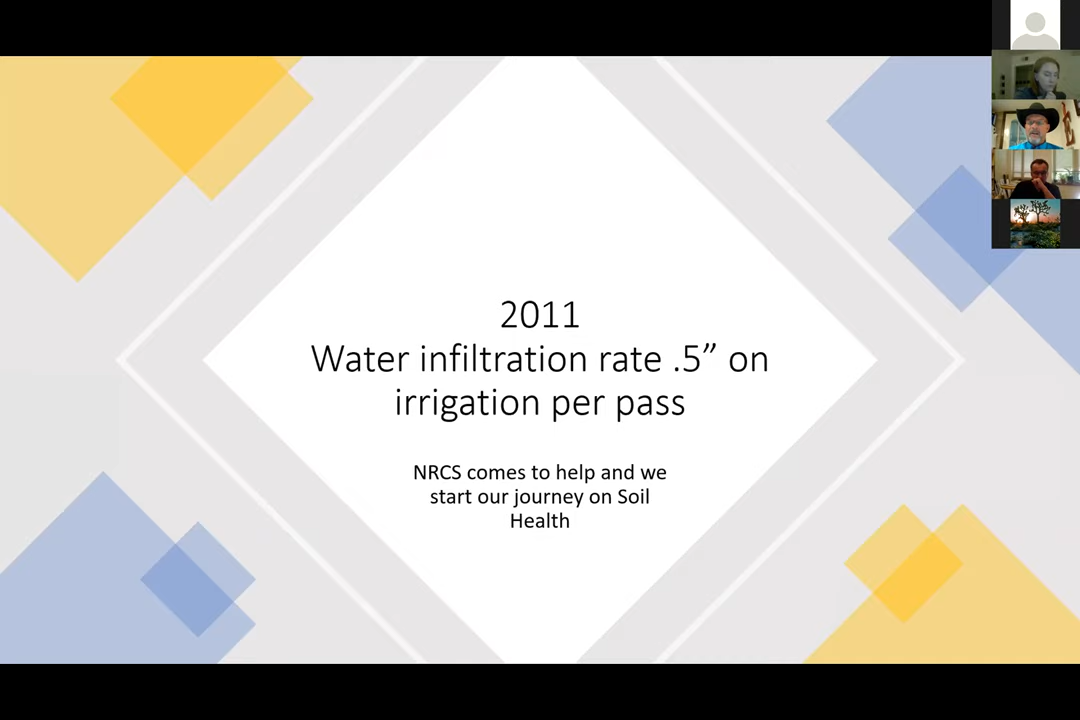 2011
Water infiltration rate .5” on
irrigation per pass
NRCS comes to help and we
start our journey on Soil
Health